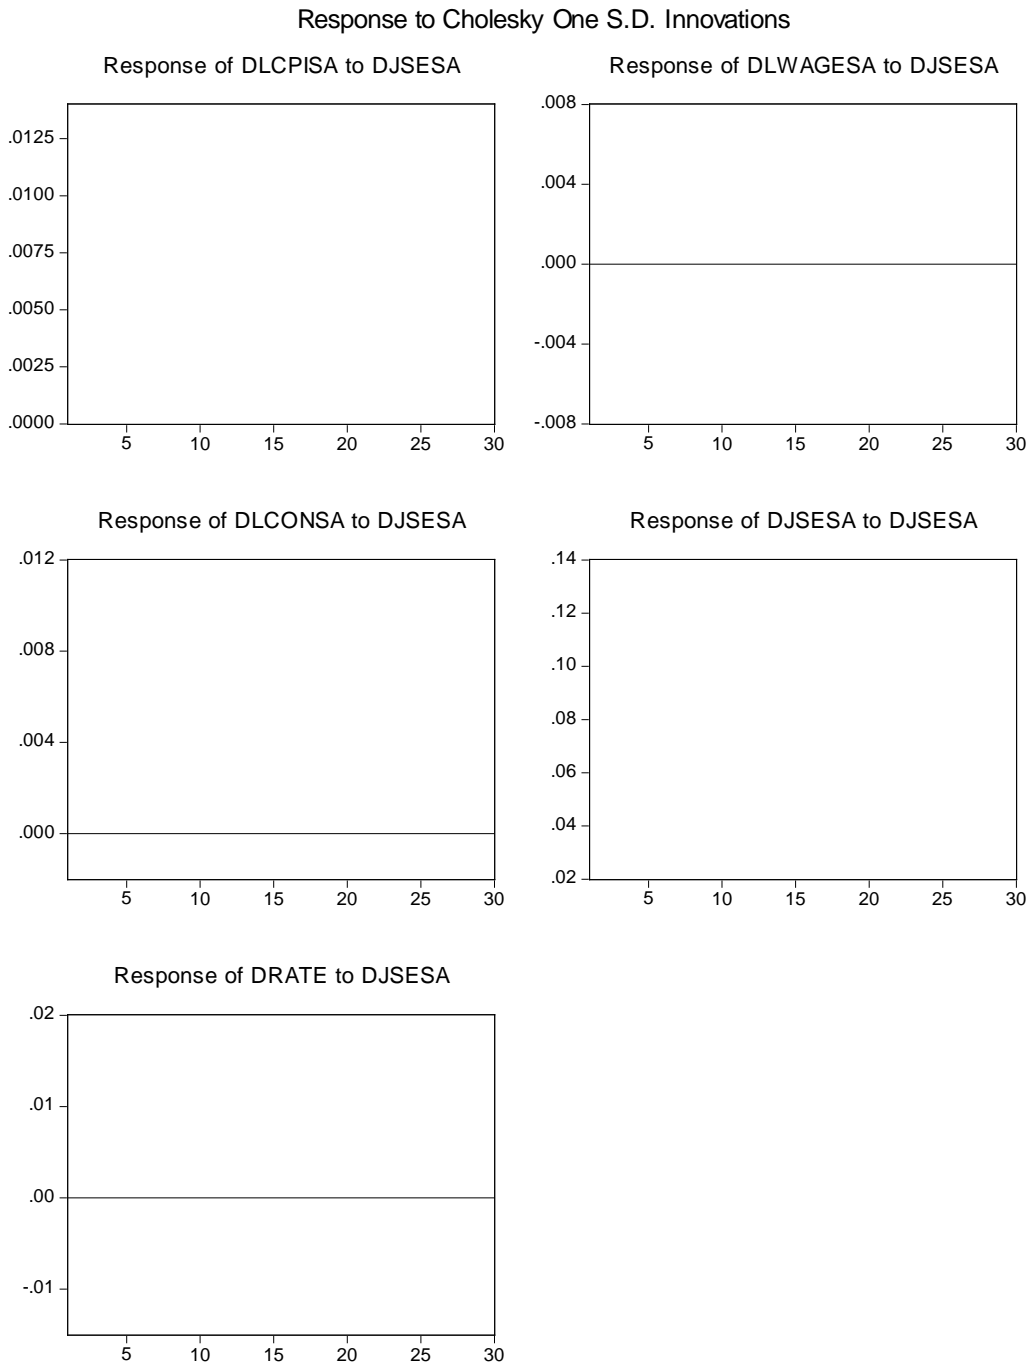 Response to Cholesky One S.D. Innovations
Response of DLCPISA to DJSESA
.0125
.0100
.0075
.0050
.0025
.0000
5 10 15 20 25 30
Response of DLWAGESA to DJSESA
.008
.004
.000
-.004
-.008
5 10 15 20 25 30
Response of DLCONSA to DJSESA
.012
.008
.004
.000
5 10 15 20 25 30
Response of DJSESA to DJSESA
.14
.12
.10
.08
.06
.04
.02
5 10 15 20 25 30
Response of DRATE to DJSESA
.02
.01
.00
-.01
5 10 15 20 25 30